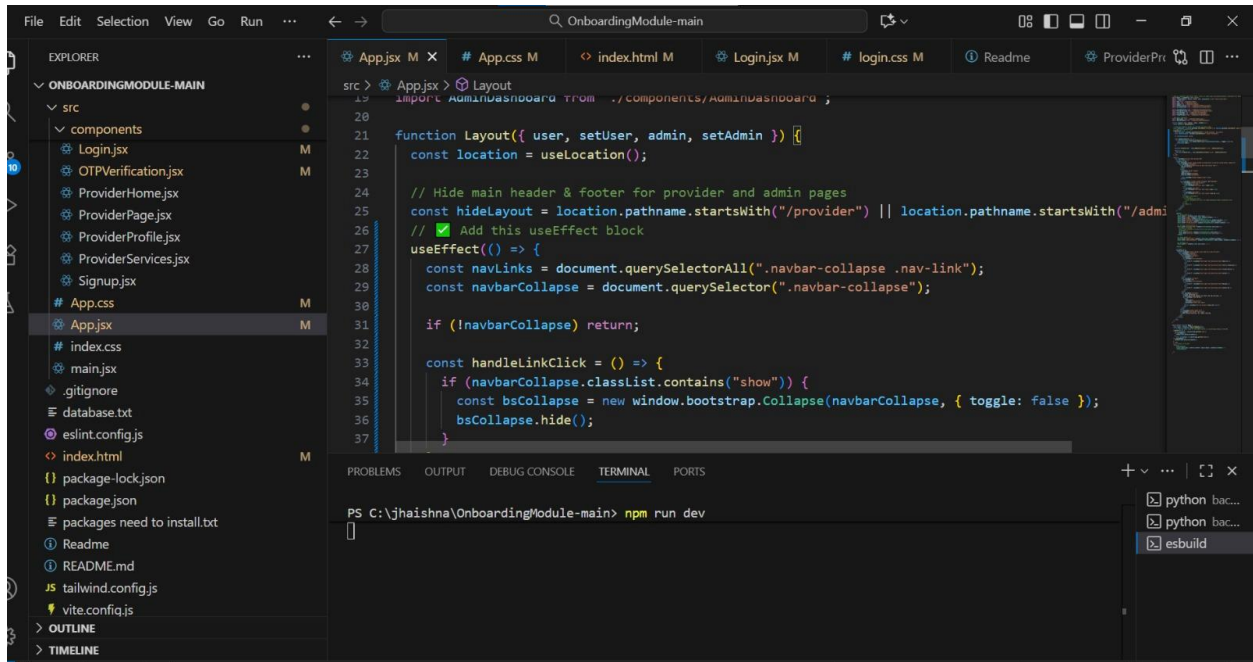 File Edit Selection View Go Run ··· ← → OnboardingModule-main
EXPLORER ···
ONBOARDINGMODULE-MAIN
src
components
Login.jsx M
OTPVerification.jsx M
ProviderHome.jsx
ProviderPage.jsx
ProviderProfile.jsx
ProviderServices.jsx
Signup.jsx
# App.css M
App.jsx M
# index.css
main.jsx
.gitignore
database.txt
eslint.config.js
<> index.html M
{} package-lock.json
{} package.json
packages need to install.txt
Readme
README.md
JS tailwind.config.js
vite.config.js
> OUTLINE
> TIMELINE
10
App.jsx M × # App.css M <> index.html M Login.jsx M # login.css M Readme ProviderPr ···
src > App.jsx > Layout
19 import AdminDashboard from "./components/AdminDashboard";
20
21 function Layout({ user, setUser, admin, setAdmin }) {
22 const location = useLocation();
23
24 // Hide main header & footer for provider and admin pages
25 const hideLayout = location.pathname.startsWith("/provider") || location.pathname.startsWith("/admi
26 // ✅ Add this useEffect block
27 useEffect(() => {
28 const navLinks = document.querySelectorAll(".navbar-collapse .nav-link");
29 const navbarCollapse = document.querySelector(".navbar-collapse");
30
31 if (!navbarCollapse) return;
32
33 const handleLinkClick = () => {
34 if (navbarCollapse.classList.contains("show")) {
35 const bsCollapse = new window.bootstrap.Collapse(navbarCollapse, { toggle: false });
36 bsCollapse.hide();
37 }
PROBLEMS OUTPUT DEBUG CONSOLE TERMINAL PORTS
PS C:\jhaishna\OnboardingModule-main> npm run dev
python bac...
python bac...
esbuild